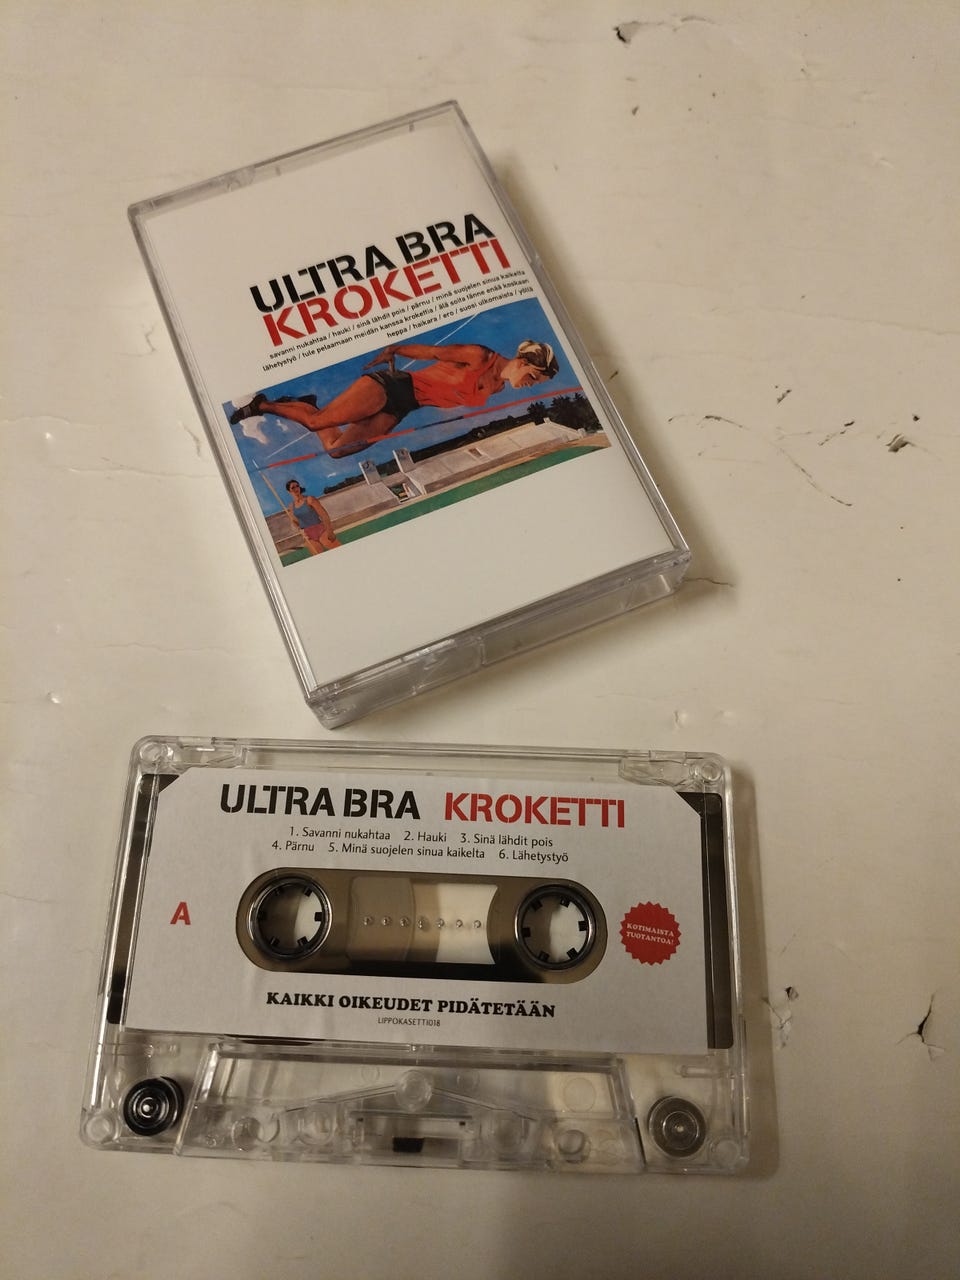 ULTRA BRA
KROKETTI
savanni nukahtaa / hauki / sinä lähdit pois / pärnu / minä suojelen sinua kaikelta
lähetystyö / tule pelaamaan meidän kanssa krokettia / älä soita tänne enää koskaan
heppa / haikara / ero / suosi ulkomaista / yöllä
ULTRA BRA KROKETTI
1. Savanni nukahtaa 2. Hauki 3. Sinä lähdit pois
4. Pärnu 5. Minä suojelen sinua kaikelta 6. Lähetystyö
A
KOTIMAISTA
TUOTANTOA!
KAIKKI OIKEUDET PIDÄTETÄÄN
LIPPOKASETTI018